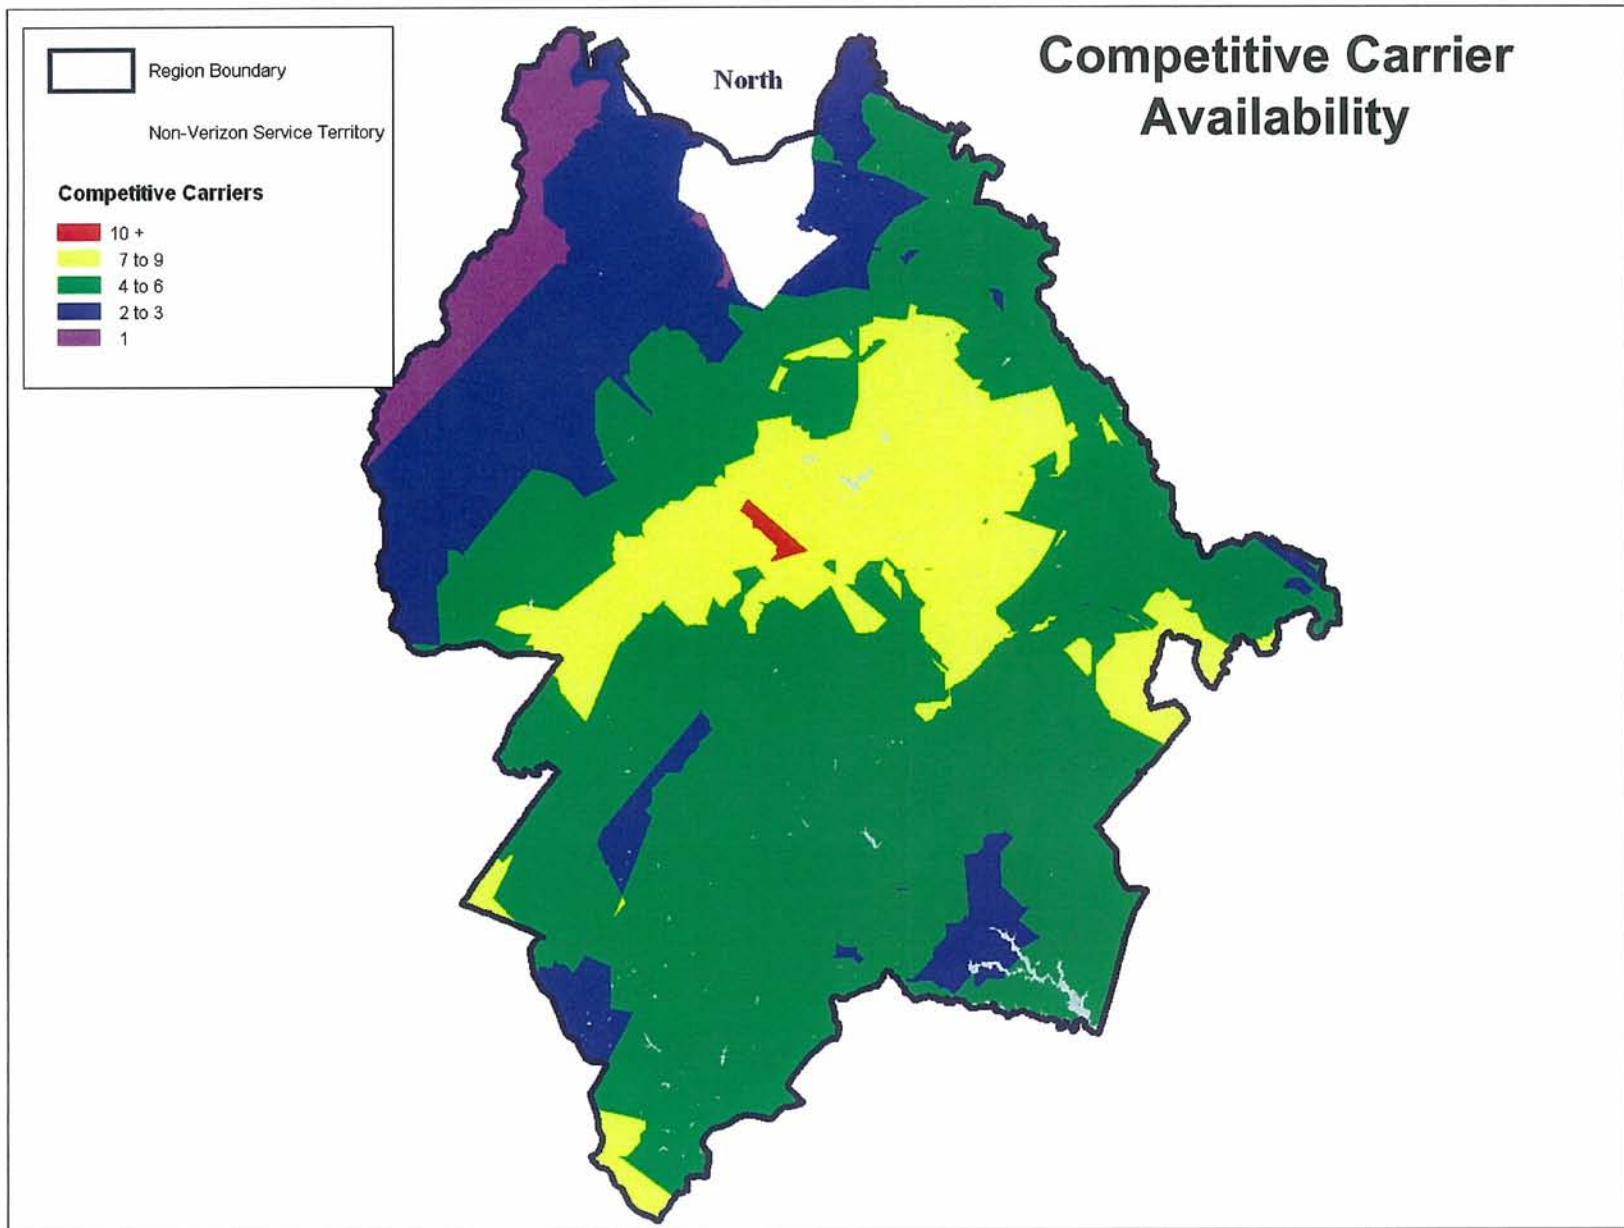 Competitive Carrier
Availability
North
Region Boundary
Non-Verizon Service Territory
Competitive Carriers
10 +
7 to 9
4 to 6
2 to 3
1